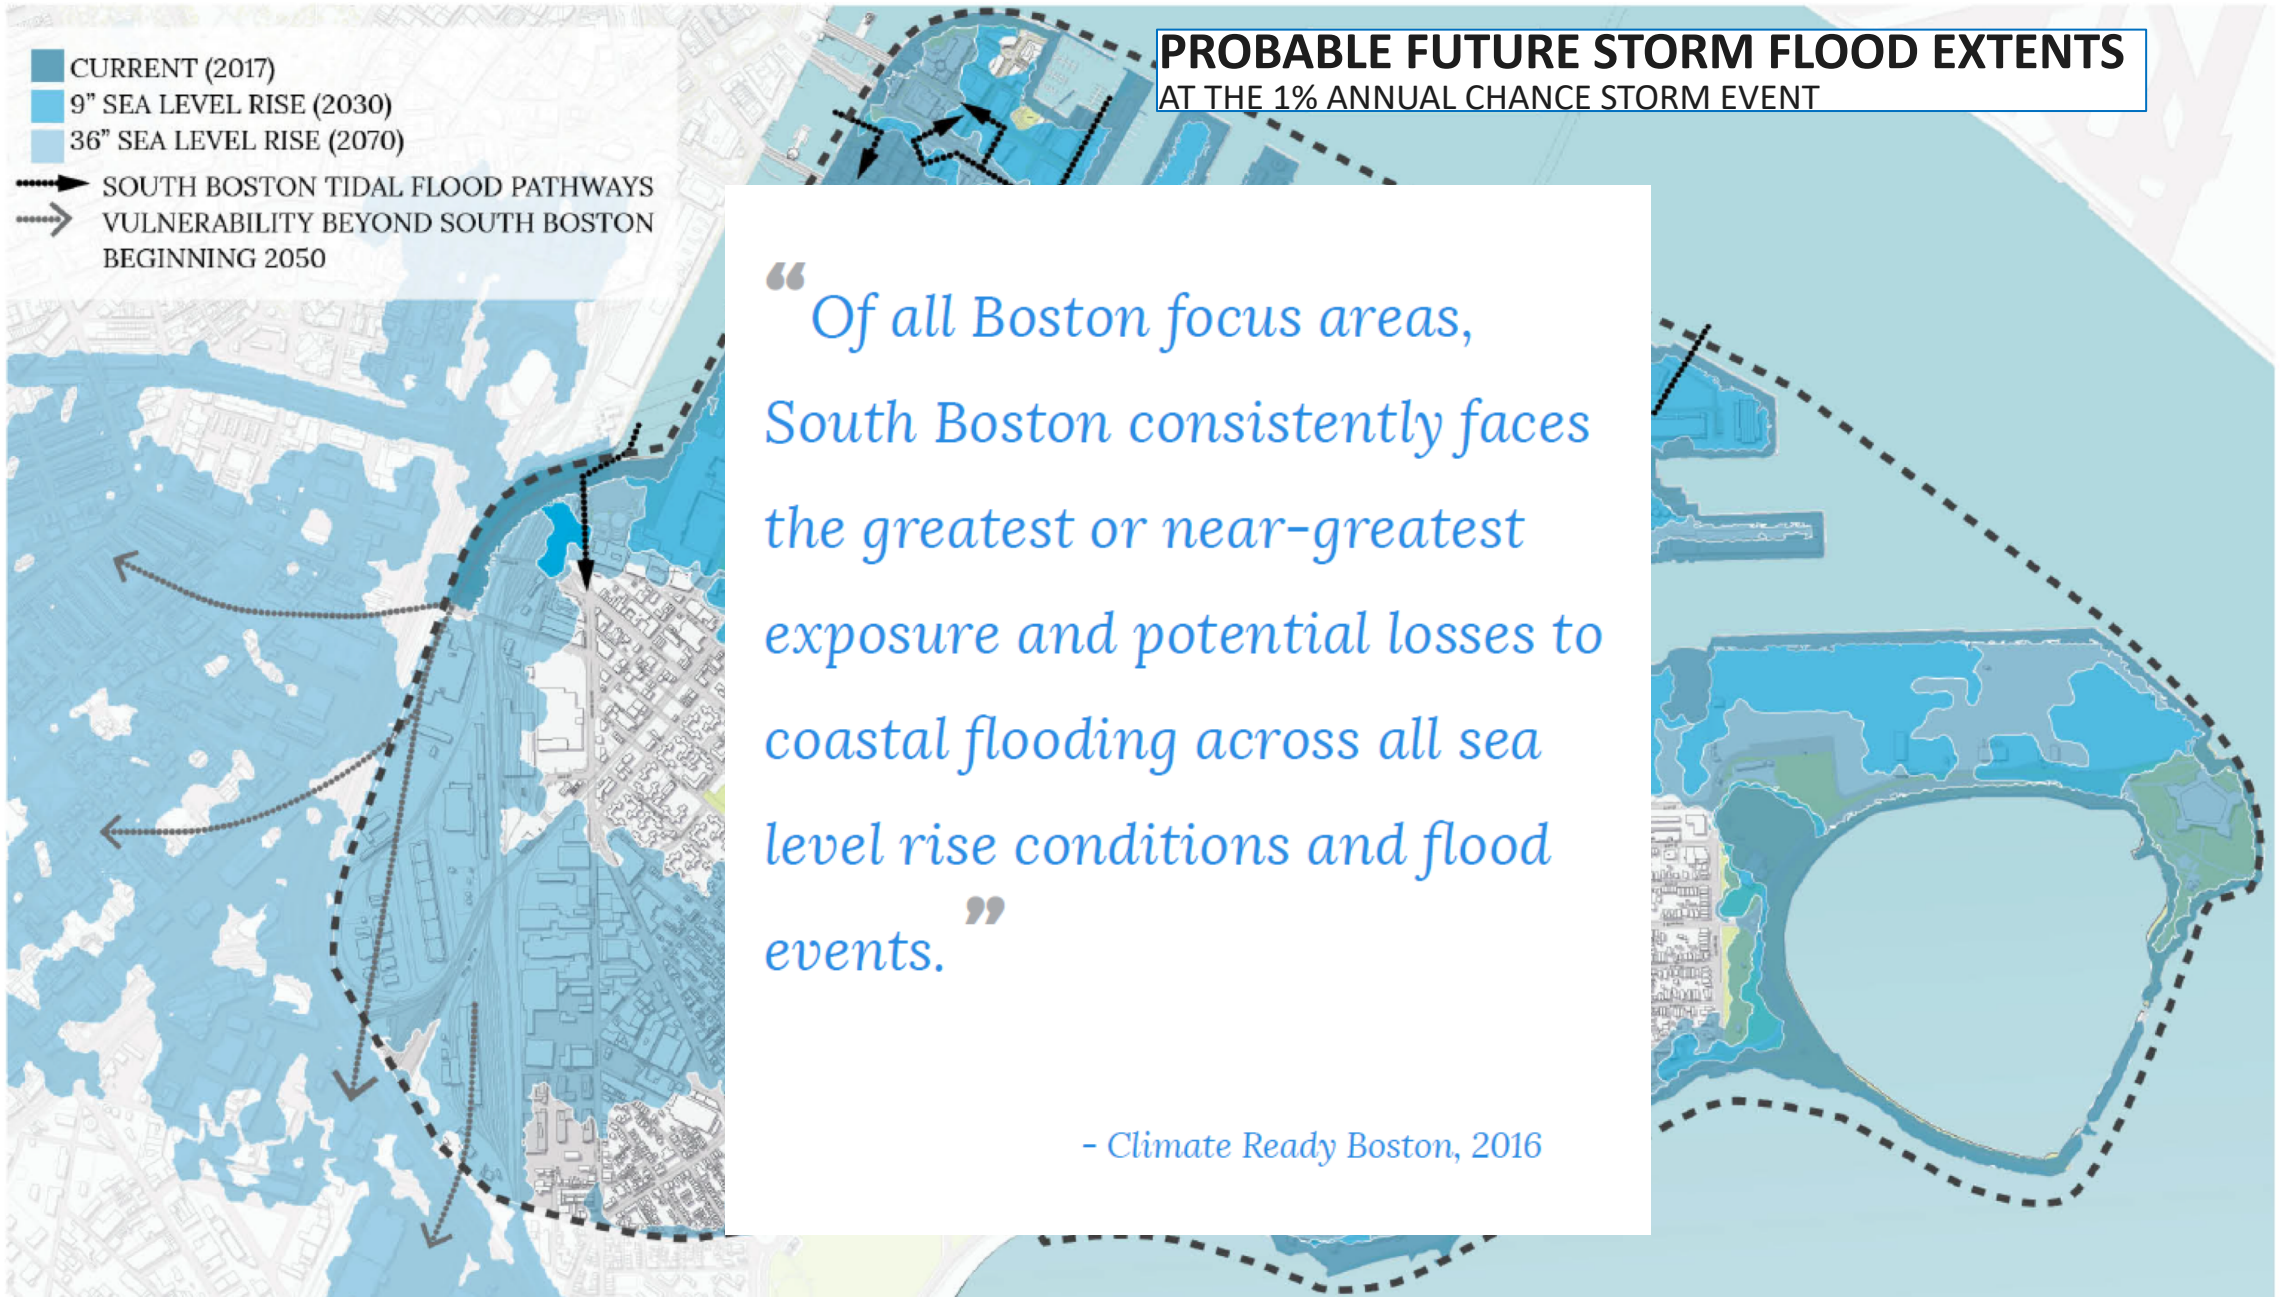 CURRENT (2017)
9” SEA LEVEL RISE (2030)
36” SEA LEVEL RISE (2070)
SOUTH BOSTON TIDAL FLOOD PATHWAYS
VULNERABILITY BEYOND SOUTH BOSTON
BEGINNING 2050
PROBABLE FUTURE STORM FLOOD EXTENTS
AT THE 1% ANNUAL CHANCE STORM EVENT
“Of all Boston focus areas,
South Boston consistently faces
the greatest or near-greatest
exposure and potential losses to
coastal flooding across all sea
level rise conditions and flood
events.”
- Climate Ready Boston, 2016